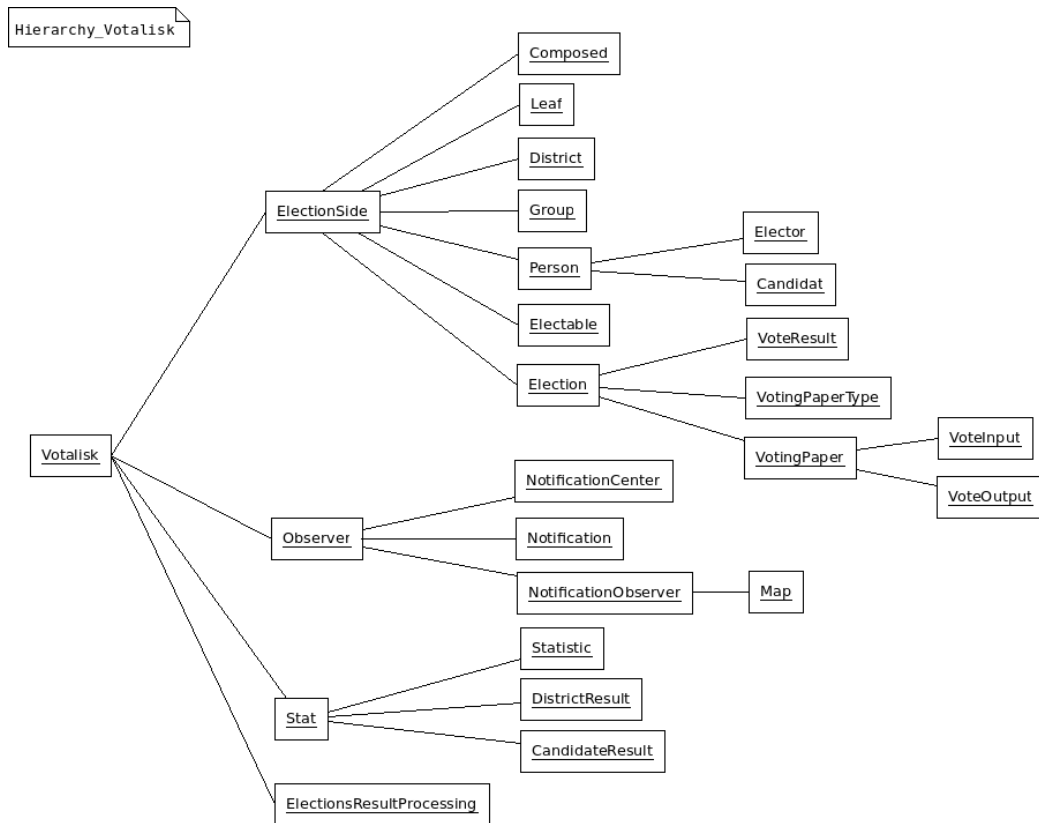 Hierarchy_Votalisk
Composed
Leaf
District
ElectionSide
Group
Elector
Person
Candidat
Electable
VoteResult
Election
VotingPaperType
VoteInput
Votalisk
VotingPaper
NotificationCenter
VoteOutput
Observer
Notification
NotificationObserver
Map
Statistic
DistrictResult
Stat
CandidateResult
ElectionsResultProcessing